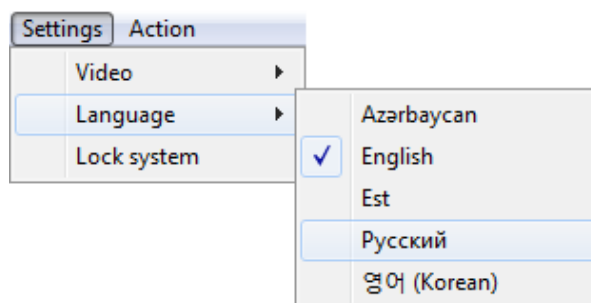 Settings Action
Video
Language
Lock system
Azərbaycan
English
Est
Русский
영어 (Korean)